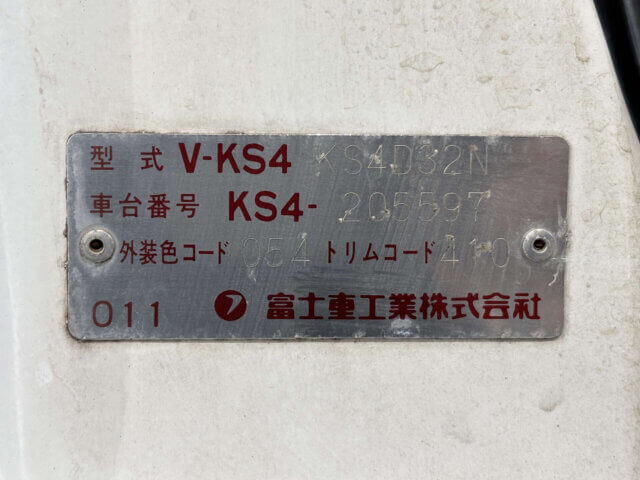 型式 V-KS4 KS4D32N
車台番号 KS4- 205597
外装色コード 054 トリムコード 410
011 富士重工業株式会社